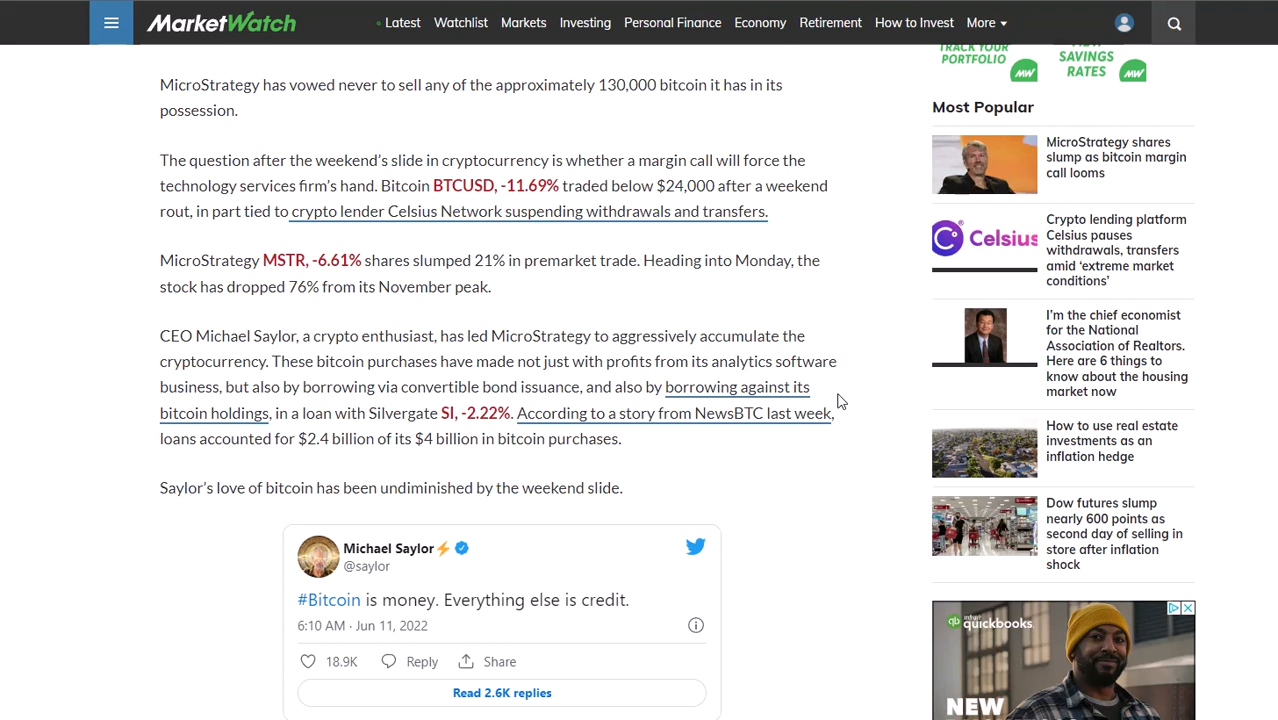 MarketWatch
Latest Watchlist Markets Investing Personal Finance Economy Retirement How to Invest More
MicroStrategy has vowed never to sell any of the approximately 130,000 bitcoin it has in its
possession.
The question after the weekend’s slide in cryptocurrency is whether a margin call will force the
technology services firm’s hand. Bitcoin BTCUSD, -11.69% traded below $24,000 after a weekend
rout, in part tied to crypto lender Celsius Network suspending withdrawals and transfers.
MicroStrategy MSTR, -6.61% shares slumped 21% in premarket trade. Heading into Monday, the
stock has dropped 76% from its November peak.
CEO Michael Saylor, a crypto enthusiast, has led MicroStrategy to aggressively accumulate the
cryptocurrency. These bitcoin purchases have made not just with profits from its analytics software
business, but also by borrowing via convertible bond issuance, and also by borrowing against its
bitcoin holdings, in a loan with Silvergate SI, -2.22%. According to a story from NewsBTC last week,
loans accounted for $2.4 billion of its $4 billion in bitcoin purchases.
Saylor’s love of bitcoin has been undiminished by the weekend slide.
Michael Saylor⚡
@saylor
#Bitcoin is money. Everything else is credit.
6:10 AM · Jun 11, 2022
18.9K Reply Share
Read 2.6K replies
TRACK YOUR
PORTFOLIO
MW
SAVINGS
RATES
MW
Most Popular
MicroStrategy shares
slump as bitcoin margin
call looms
Celsius
Crypto lending platform
Celsius pauses
withdrawals, transfers
amid ‘extreme market
conditions’
I’m the chief economist
for the National
Association of Realtors.
Here are 6 things to
know about the housing
market now
How to use real estate
investments as an
inflation hedge
Dow futures slump
nearly 600 points as
second day of selling in
store after inflation
shock
intuit
quickbooks.
NEW